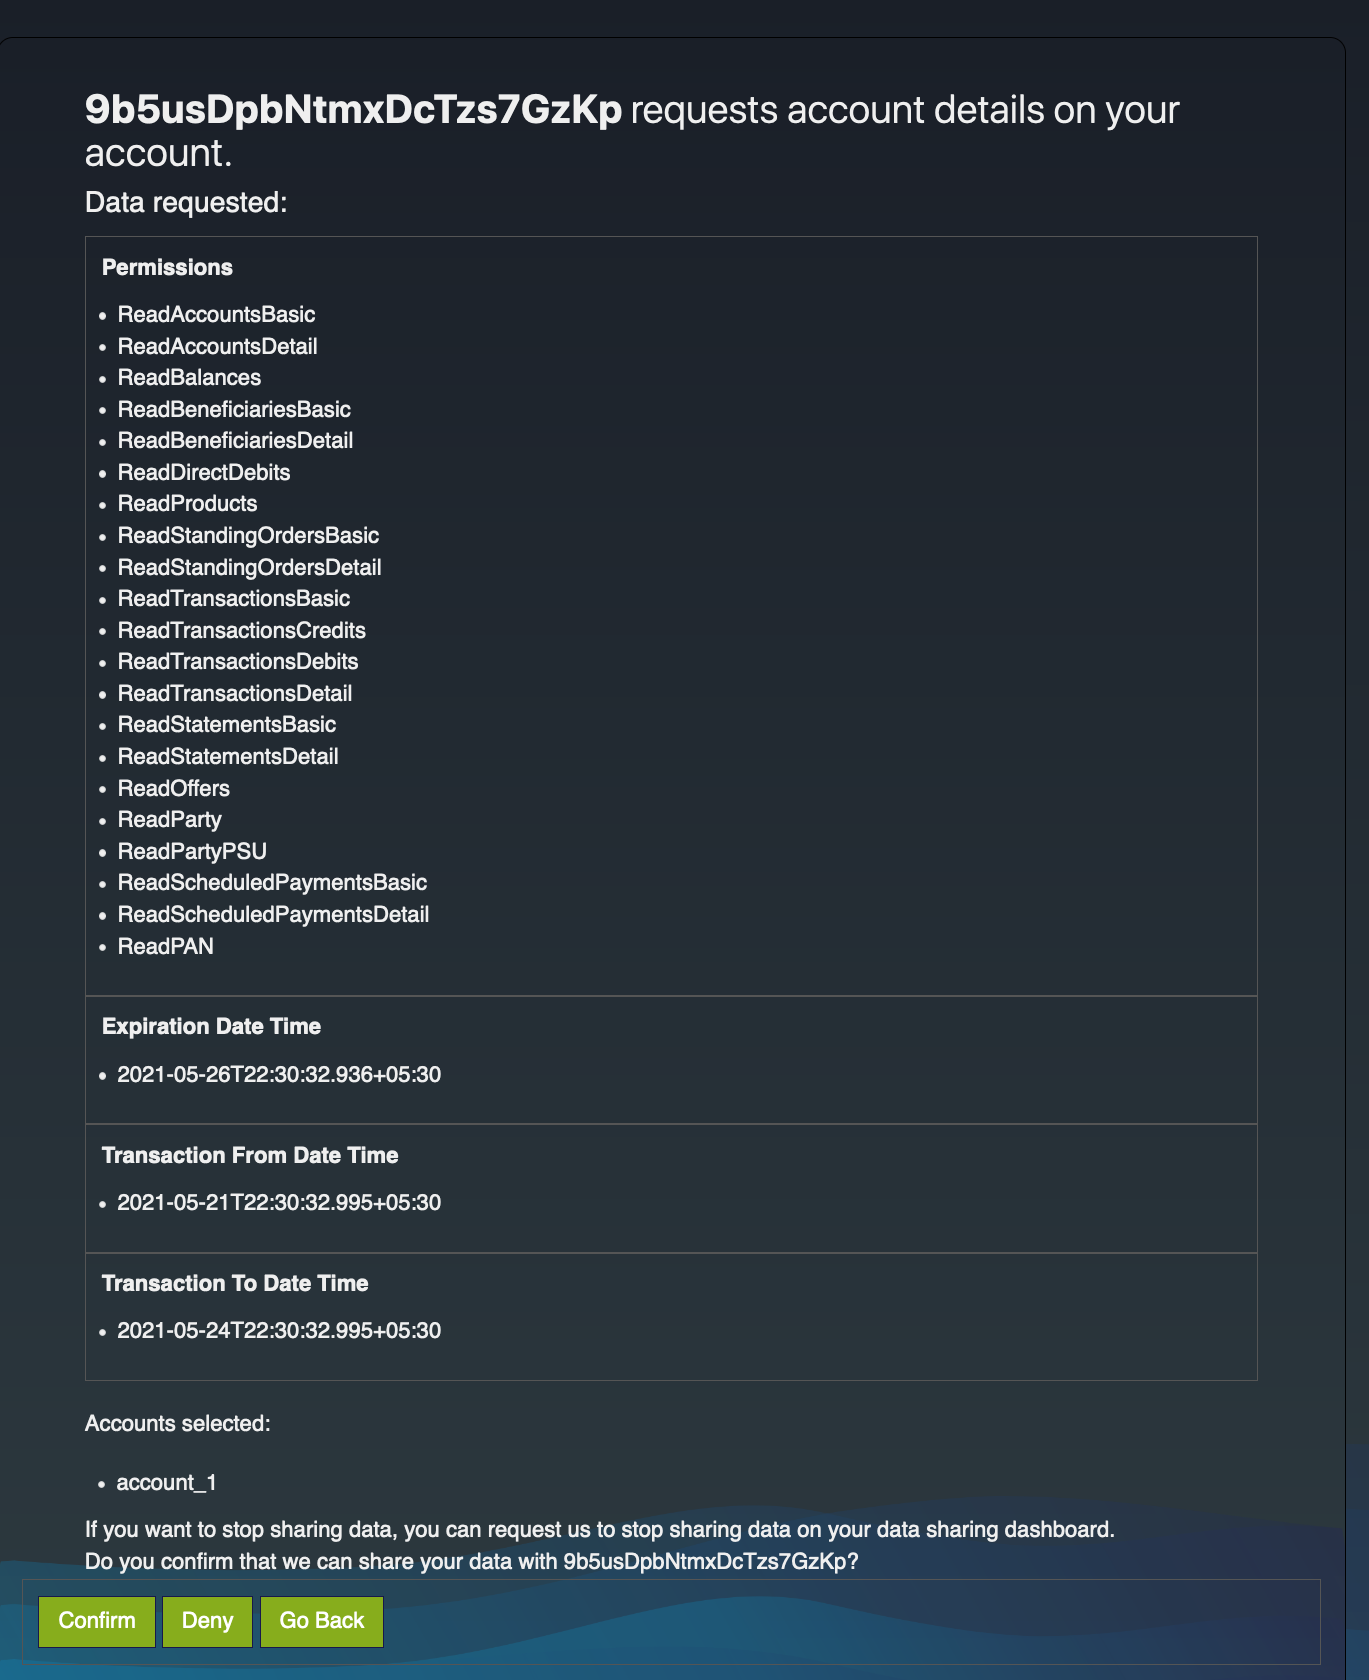 9b5usDpbNtmxDcTzs7GzKp requests account details on your
account.
Data requested:
Permissions
• ReadAccountsBasic
• ReadAccountsDetail
• ReadBalances
• ReadBeneficiariesBasic
• ReadBeneficiariesDetail
• ReadDirectDebits
• ReadProducts
• ReadStandingOrdersBasic
• ReadStandingOrdersDetail
• ReadTransactionsBasic
• ReadTransactionsCredits
• ReadTransactionsDebits
• ReadTransactionsDetail
• ReadStatementsBasic
• ReadStatementsDetail
• ReadOffers
• ReadParty
• ReadPartyPSU
• ReadScheduledPaymentsBasic
• ReadScheduledPaymentsDetail
• ReadPAN
Expiration Date Time
• 2021-05-26T22:30:32.936+05:30
Transaction From Date Time
• 2021-05-21T22:30:32.995+05:30
Transaction To Date Time
• 2021-05-24T22:30:32.995+05:30
Accounts selected:
• account_1
If you want to stop sharing data, you can request us to stop sharing data on your data sharing dashboard.
Do you confirm that we can share your data with 9b5usDpbNtmxDcTzs7GzKp?
Confirm Deny Go Back